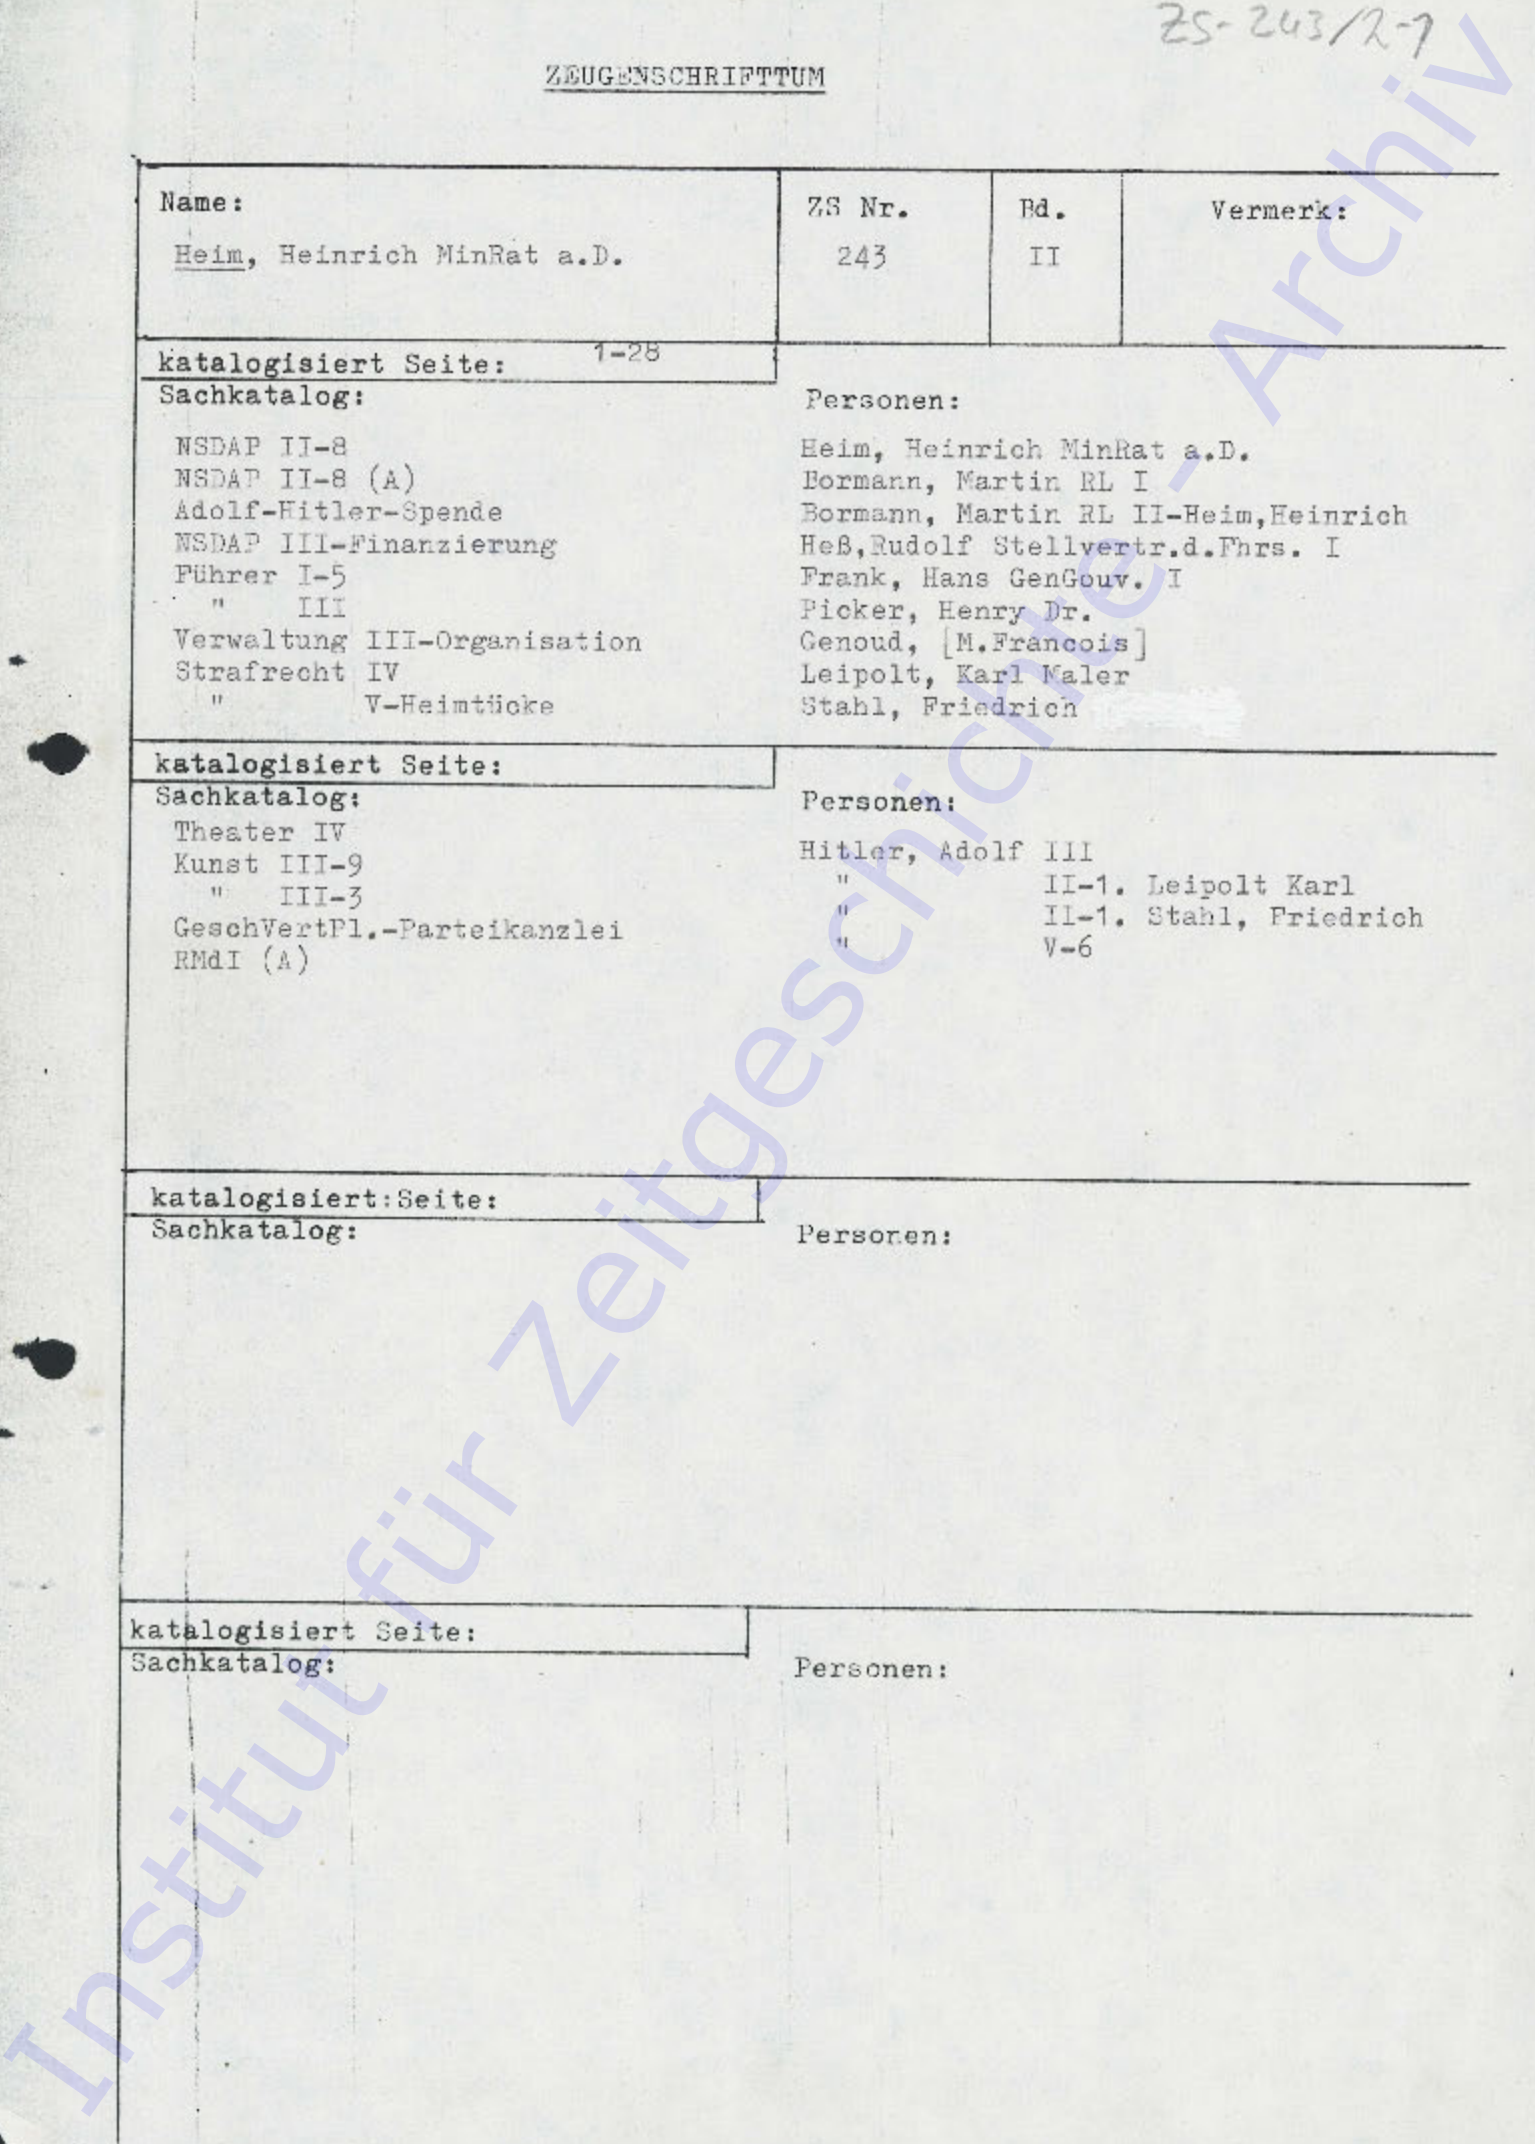 ZS-243/2-1
ZEUGENSCHRIFTTUM
Name:
Heim, Heinrich MinRat a.D.
ZS Nr.
243
Bd.
II
Vermerk:
katalogisiert Seite: 1-28
Sachkatalog:
NSDAP II-8
NSDAP II-8 (A)
Adolf-Hitler-Spende
NSDAP III-Finanzierung
Führer I-5
" III
Verwaltung III-Organisation
Strafrecht IV
" V-Heimtücke
Personen:
Heim, Heinrich MinRat a.D.
Bormann, Martin RL I
Bormann, Martin RL II-Heim,Heinrich
Heß,Rudolf Stellvertr.d.Fhrs. I
Frank, Hans GenGouv. I
Picker, Henry Dr.
Genoud, [M.Francois]
Leipolt, Karl Maler
Stahl, Friedrich
katalogisiert Seite:
Sachkatalog:
Theater IV
Kunst III-9
" III-3
GeschVertPl.-Parteikanzlei
RMdI (A)
Personen:
Hitler, Adolf III
" II-1. Leipolt Karl
" II-1. Stahl, Friedrich
" V-6
katalogisiert:Seite:
Sachkatalog:
Personen:
katalogisiert Seite:
Sachkatalog:
Personen:
Institut für Zeitgeschichte - Archiv